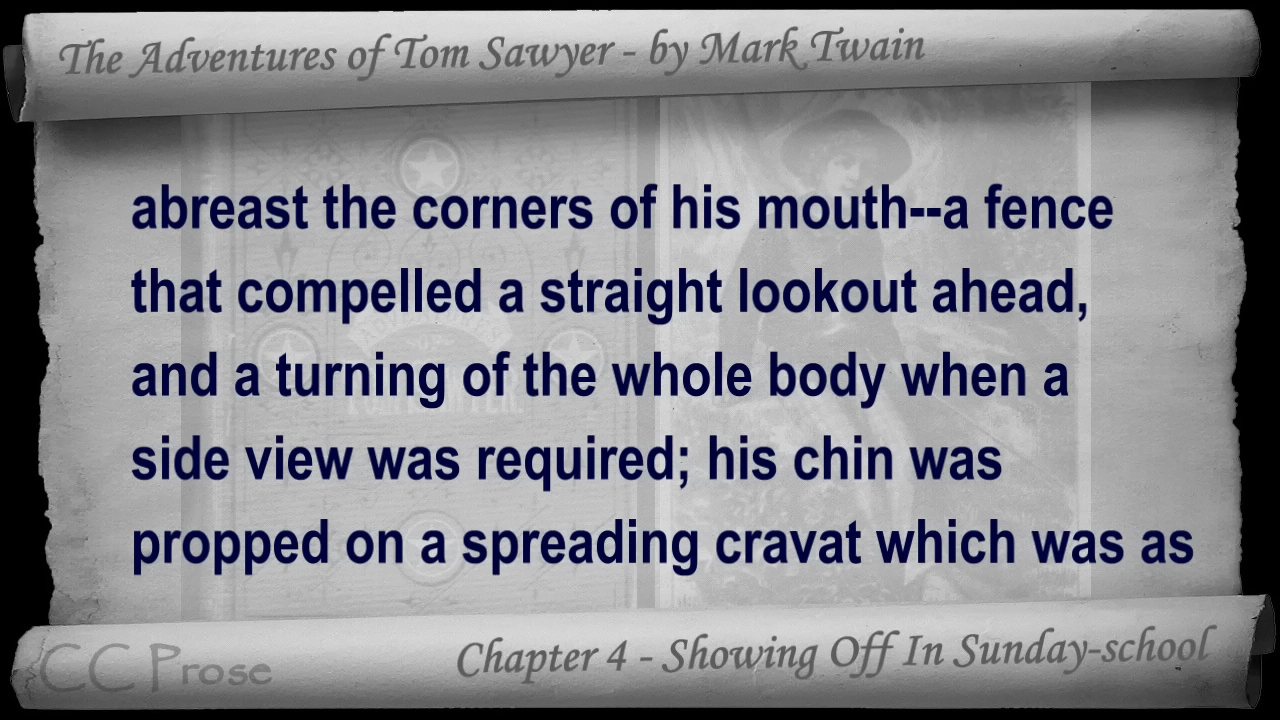 The Adventures of Tom Sawyer - by Mark Twain
abreast the corners of his mouth--a fence
that compelled a straight lookout ahead,
and a turning of the whole body when a
side view was required; his chin was
propped on a spreading cravat which was as
CC Prose
Chapter 4 - Showing Off In Sunday-school